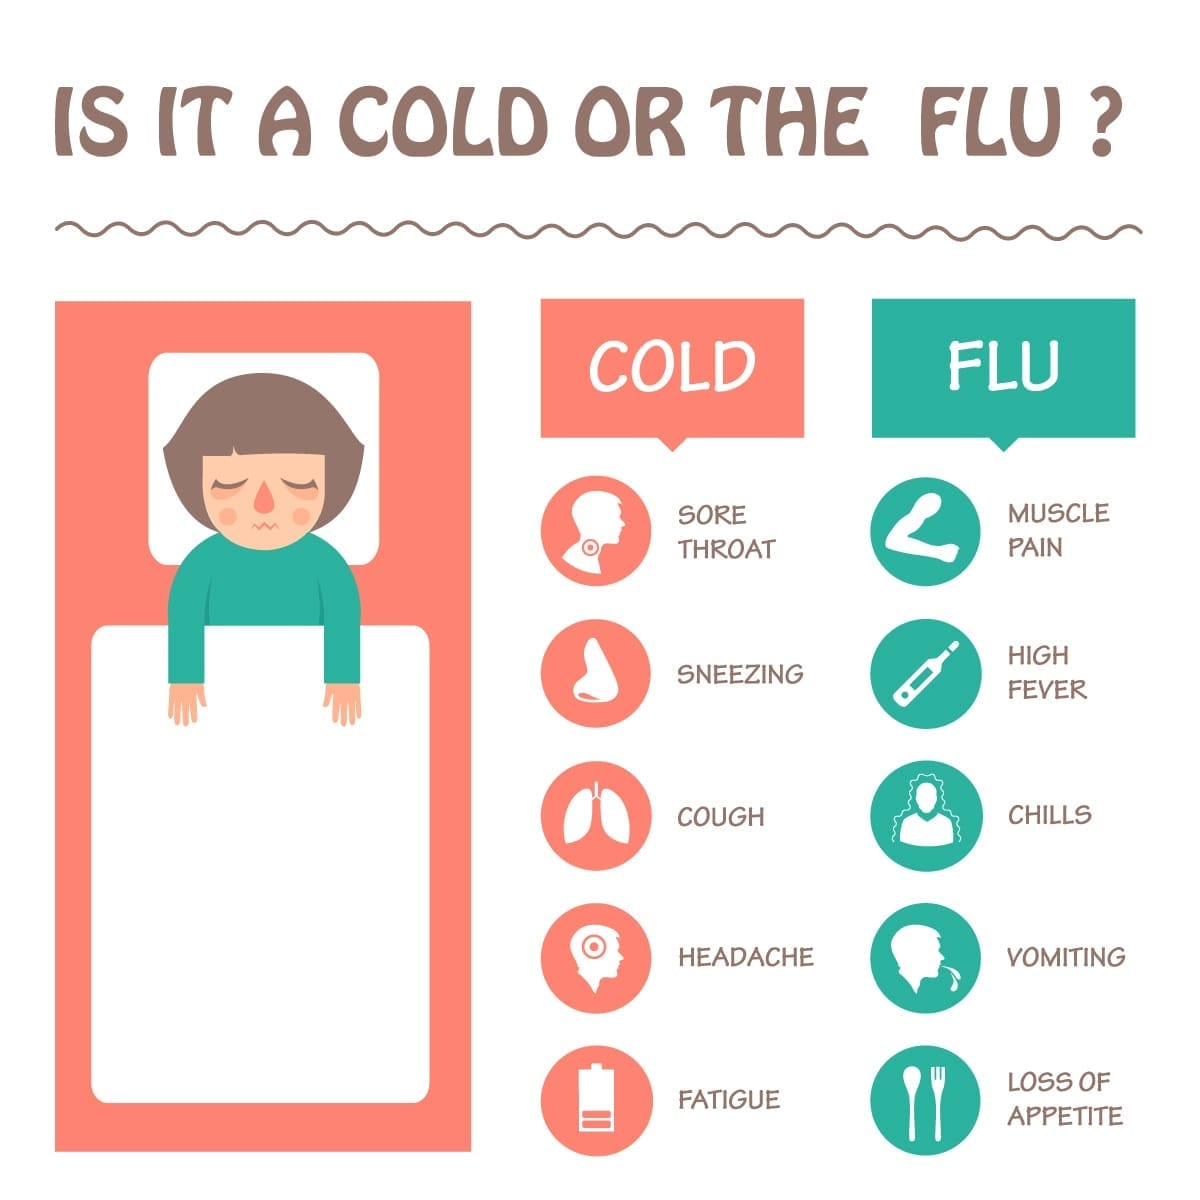 IS IT A COLD OR THE FLU ?
COLD
SORE
THROAT
SNEEZING
COUGH
HEADACHE
FATIGUE
FLU
MUSCLE
PAIN
HIGH
FEVER
CHILLS
VOMITING
LOSS OF
APPETITE